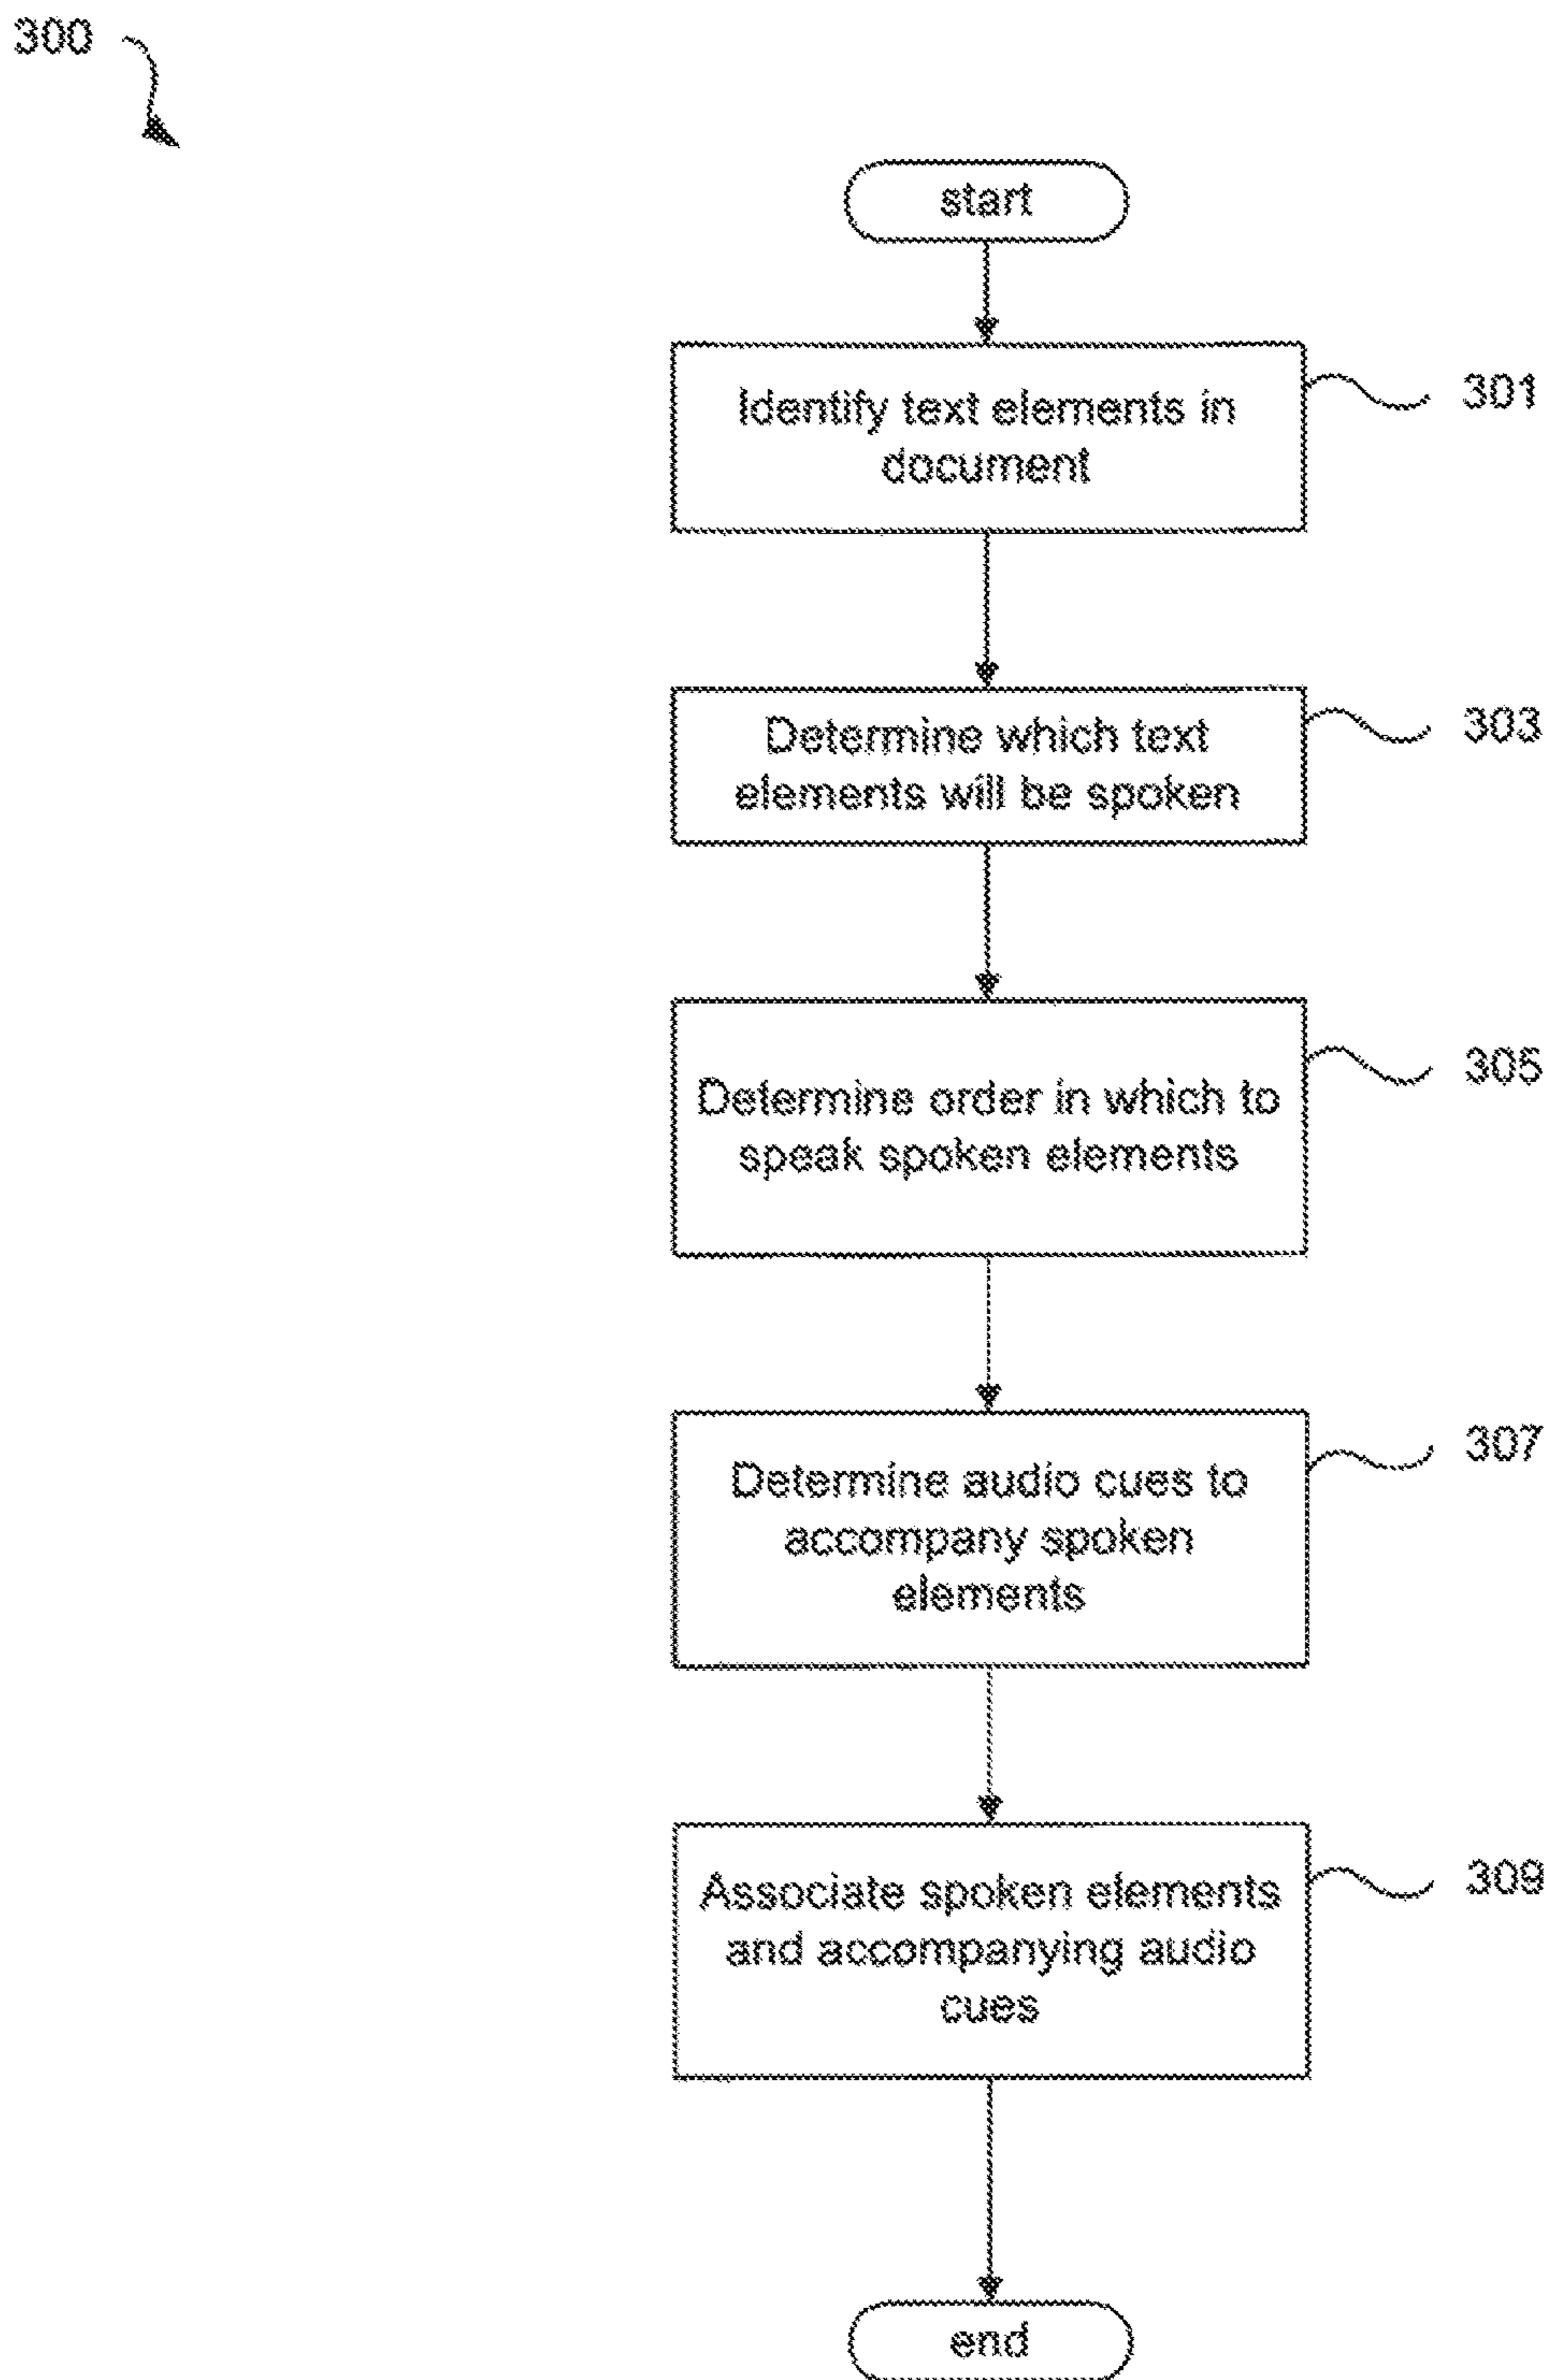 300
start
Identify text elements in
document
301
Determine which text
elements will be spoken
303
Determine order in which to
speak spoken elements
305
Determine audio cues to
accompany spoken
elements
307
Associate spoken elements
and accompanying audio
cues
309
end